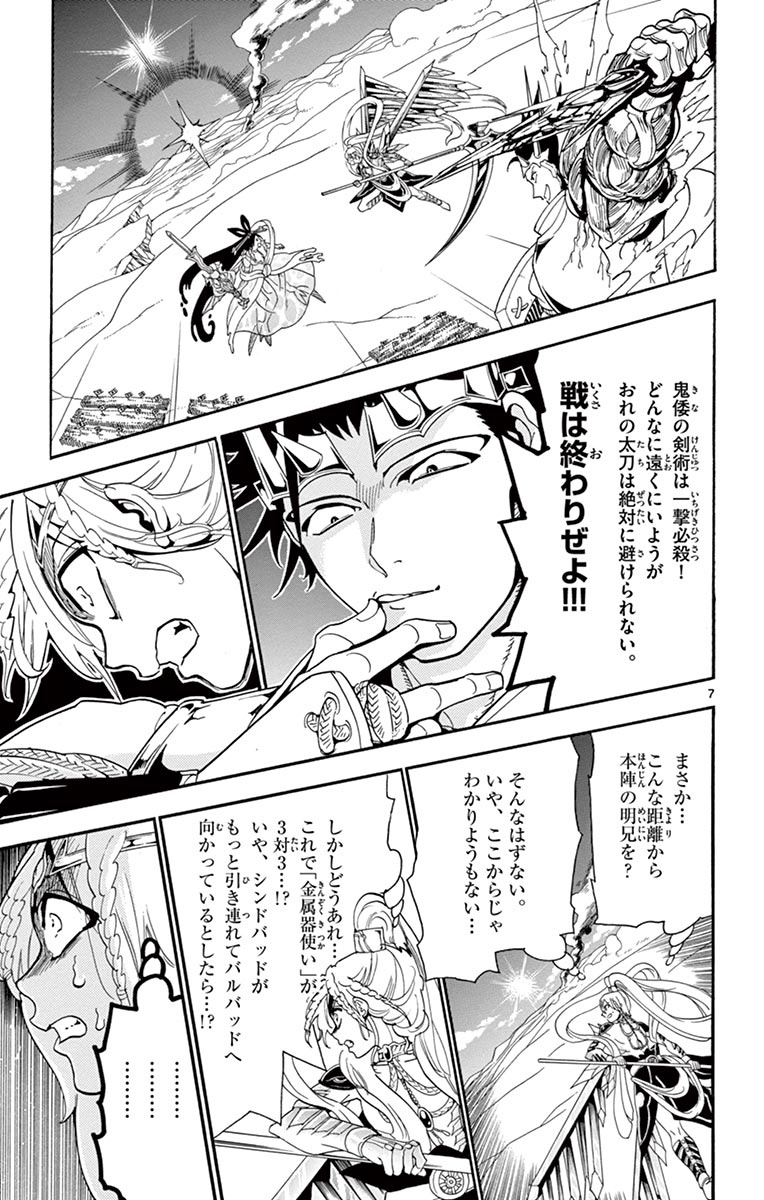 鬼倭の剣術は一撃必殺！
どんなに遠くにいようが
おれの太刀は絶対に避けられない。
戦は終わりぜよ!!!
7
まさか…
こんな距離から
本陣の明兄を？
そんなはずない。
いや、ここからじゃ
わかりようもない…
しかしどうあれ…
これで「金属器使い」が
3対3…!?
いや、シンドバッドが
もっと引き連れてバルバッドへ
向かっているとしたら…!?
………
………
………